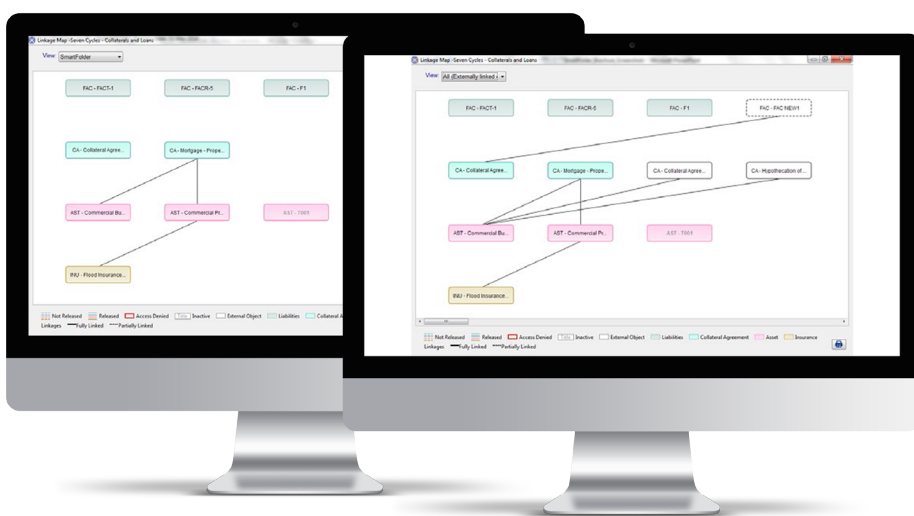 Linkage Map -Seven Cycles - Collaterals and Loans
View: SmartFolder
FAC - FACT-1
FAC - FACR-5
FAC - F1
CA - Collateral Agree...
CA - Mortgage - Prope...
AST - Commercial Bu...
AST - Commercial Pr...
AST - T001
INU - Flood Insurance...
Not Released Released Access Denied Title Inactive External Object Liabilities Collateral A
Linkages Fully Linked Partially Linked
Linkage Map -Seven Cycles - Collaterals and Loans
View: All (Externally linked i
FAC - FACT-1
FAC - FACR-5
FAC - F1
FAC - FAC NEW1
CA - Collateral Agree...
CA - Mortgage - Prope...
CA - Collateral Agree...
CA - Hypothecation of...
AST - Commercial Bu...
AST - Commercial Pr...
AST - T001
INU - Flood Insurance...
Not Released Released Access Denied Title Inactive External Object Liabilities Collateral Agreement Asset Insurance
Linkages Fully Linked Partially Linked